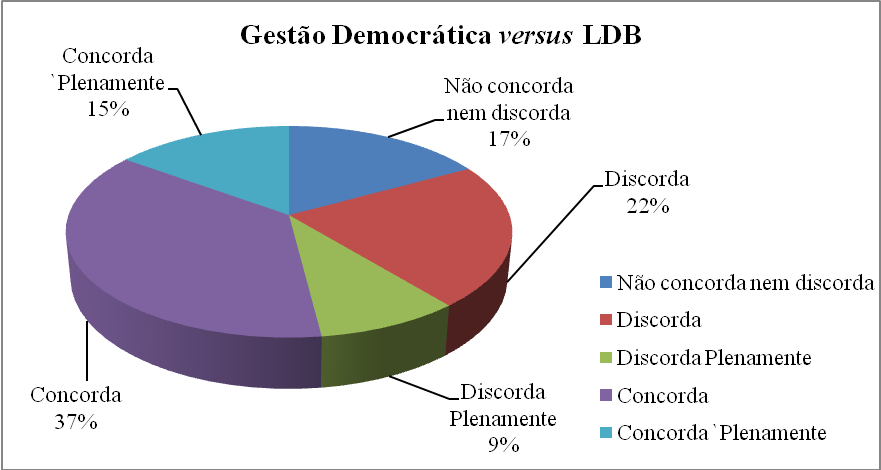 Gestão Democrática versus LDB
Concorda
`Plenamente
15%
Não concorda
nem discorda
17%
Discorda
22%
Concorda
37%
Discorda
Plenamente
9%
Não concorda nem discorda
Discorda
Discorda Plenamente
Concorda
Concorda `Plenamente